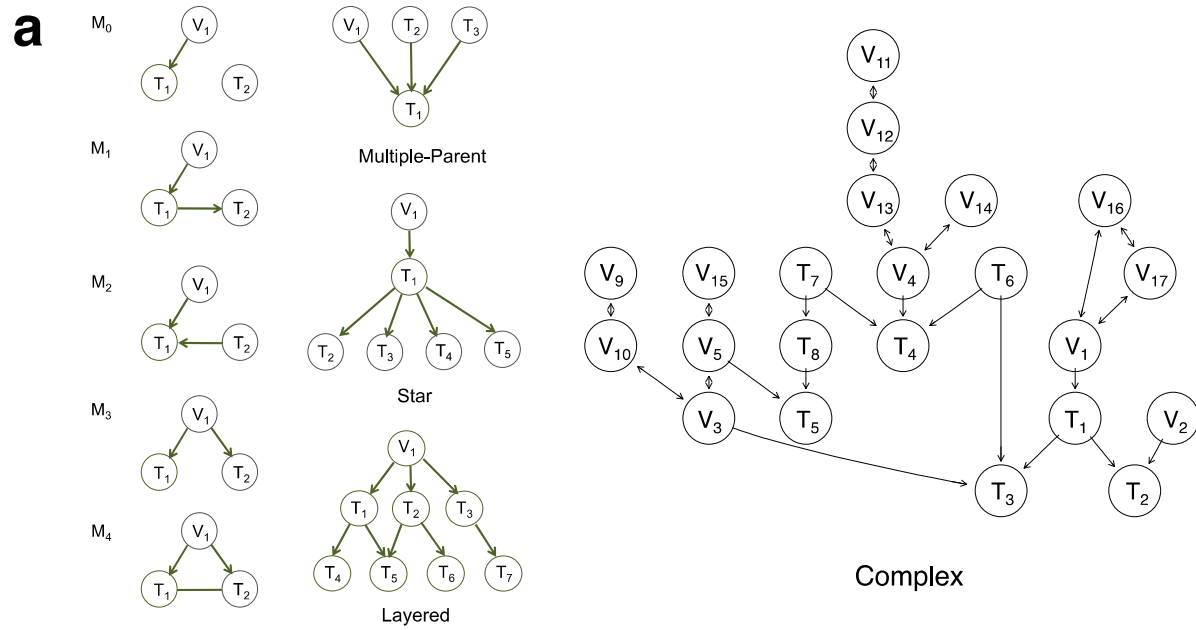 a
M0
V1
T1
T2
M1
V1
T1
T2
M2
V1
T1
T2
M3
V1
T1
T2
M4
V1
T1
T2
V1
T2
T3
T1
Multiple-Parent
V1
T1
T2
T3
T4
T5
Star
V1
T1
T2
T3
T4
T5
T6
T7
Layered
V11
V12
V13
V14
V16
V9
V15
T7
V4
T6
V17
V10
V5
T8
T4
V1
V3
T5
T1
V2
T3
T2
Complex